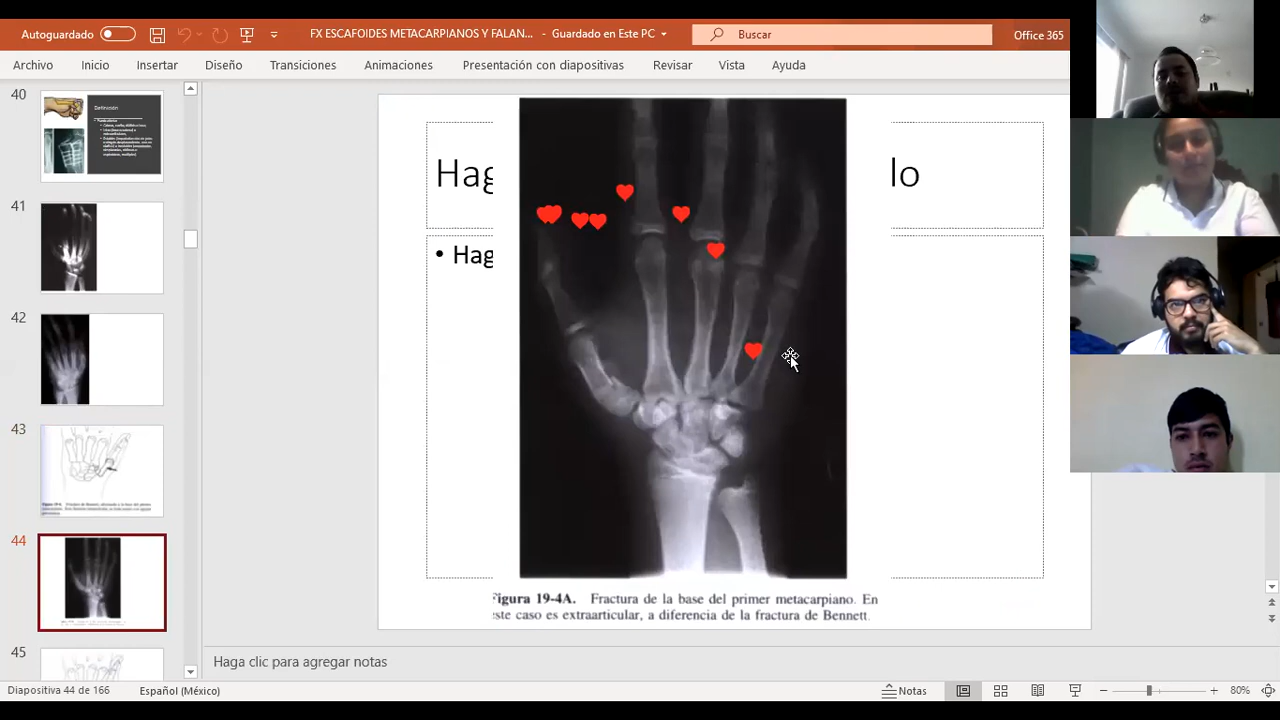 Autoguardado
FX ESCAFOIDES METACARPIANOS Y FALAN... - Guardado en Este PC
Buscar
Office 365
Archivo Inicio Insertar Diseño Transiciones Animaciones Presentación con diapositivas Revisar Vista Ayuda
40
Definición
41
42
43
44
45
Hag
lo
• Hag
Figura 19-4A. Fractura de la base del primer metacarpiano. En
este caso es extraarticular, a diferencia de la fractura de Bennett.
Haga clic para agregar notas
Diapositiva 44 de 166 Español (México) Notas 80%